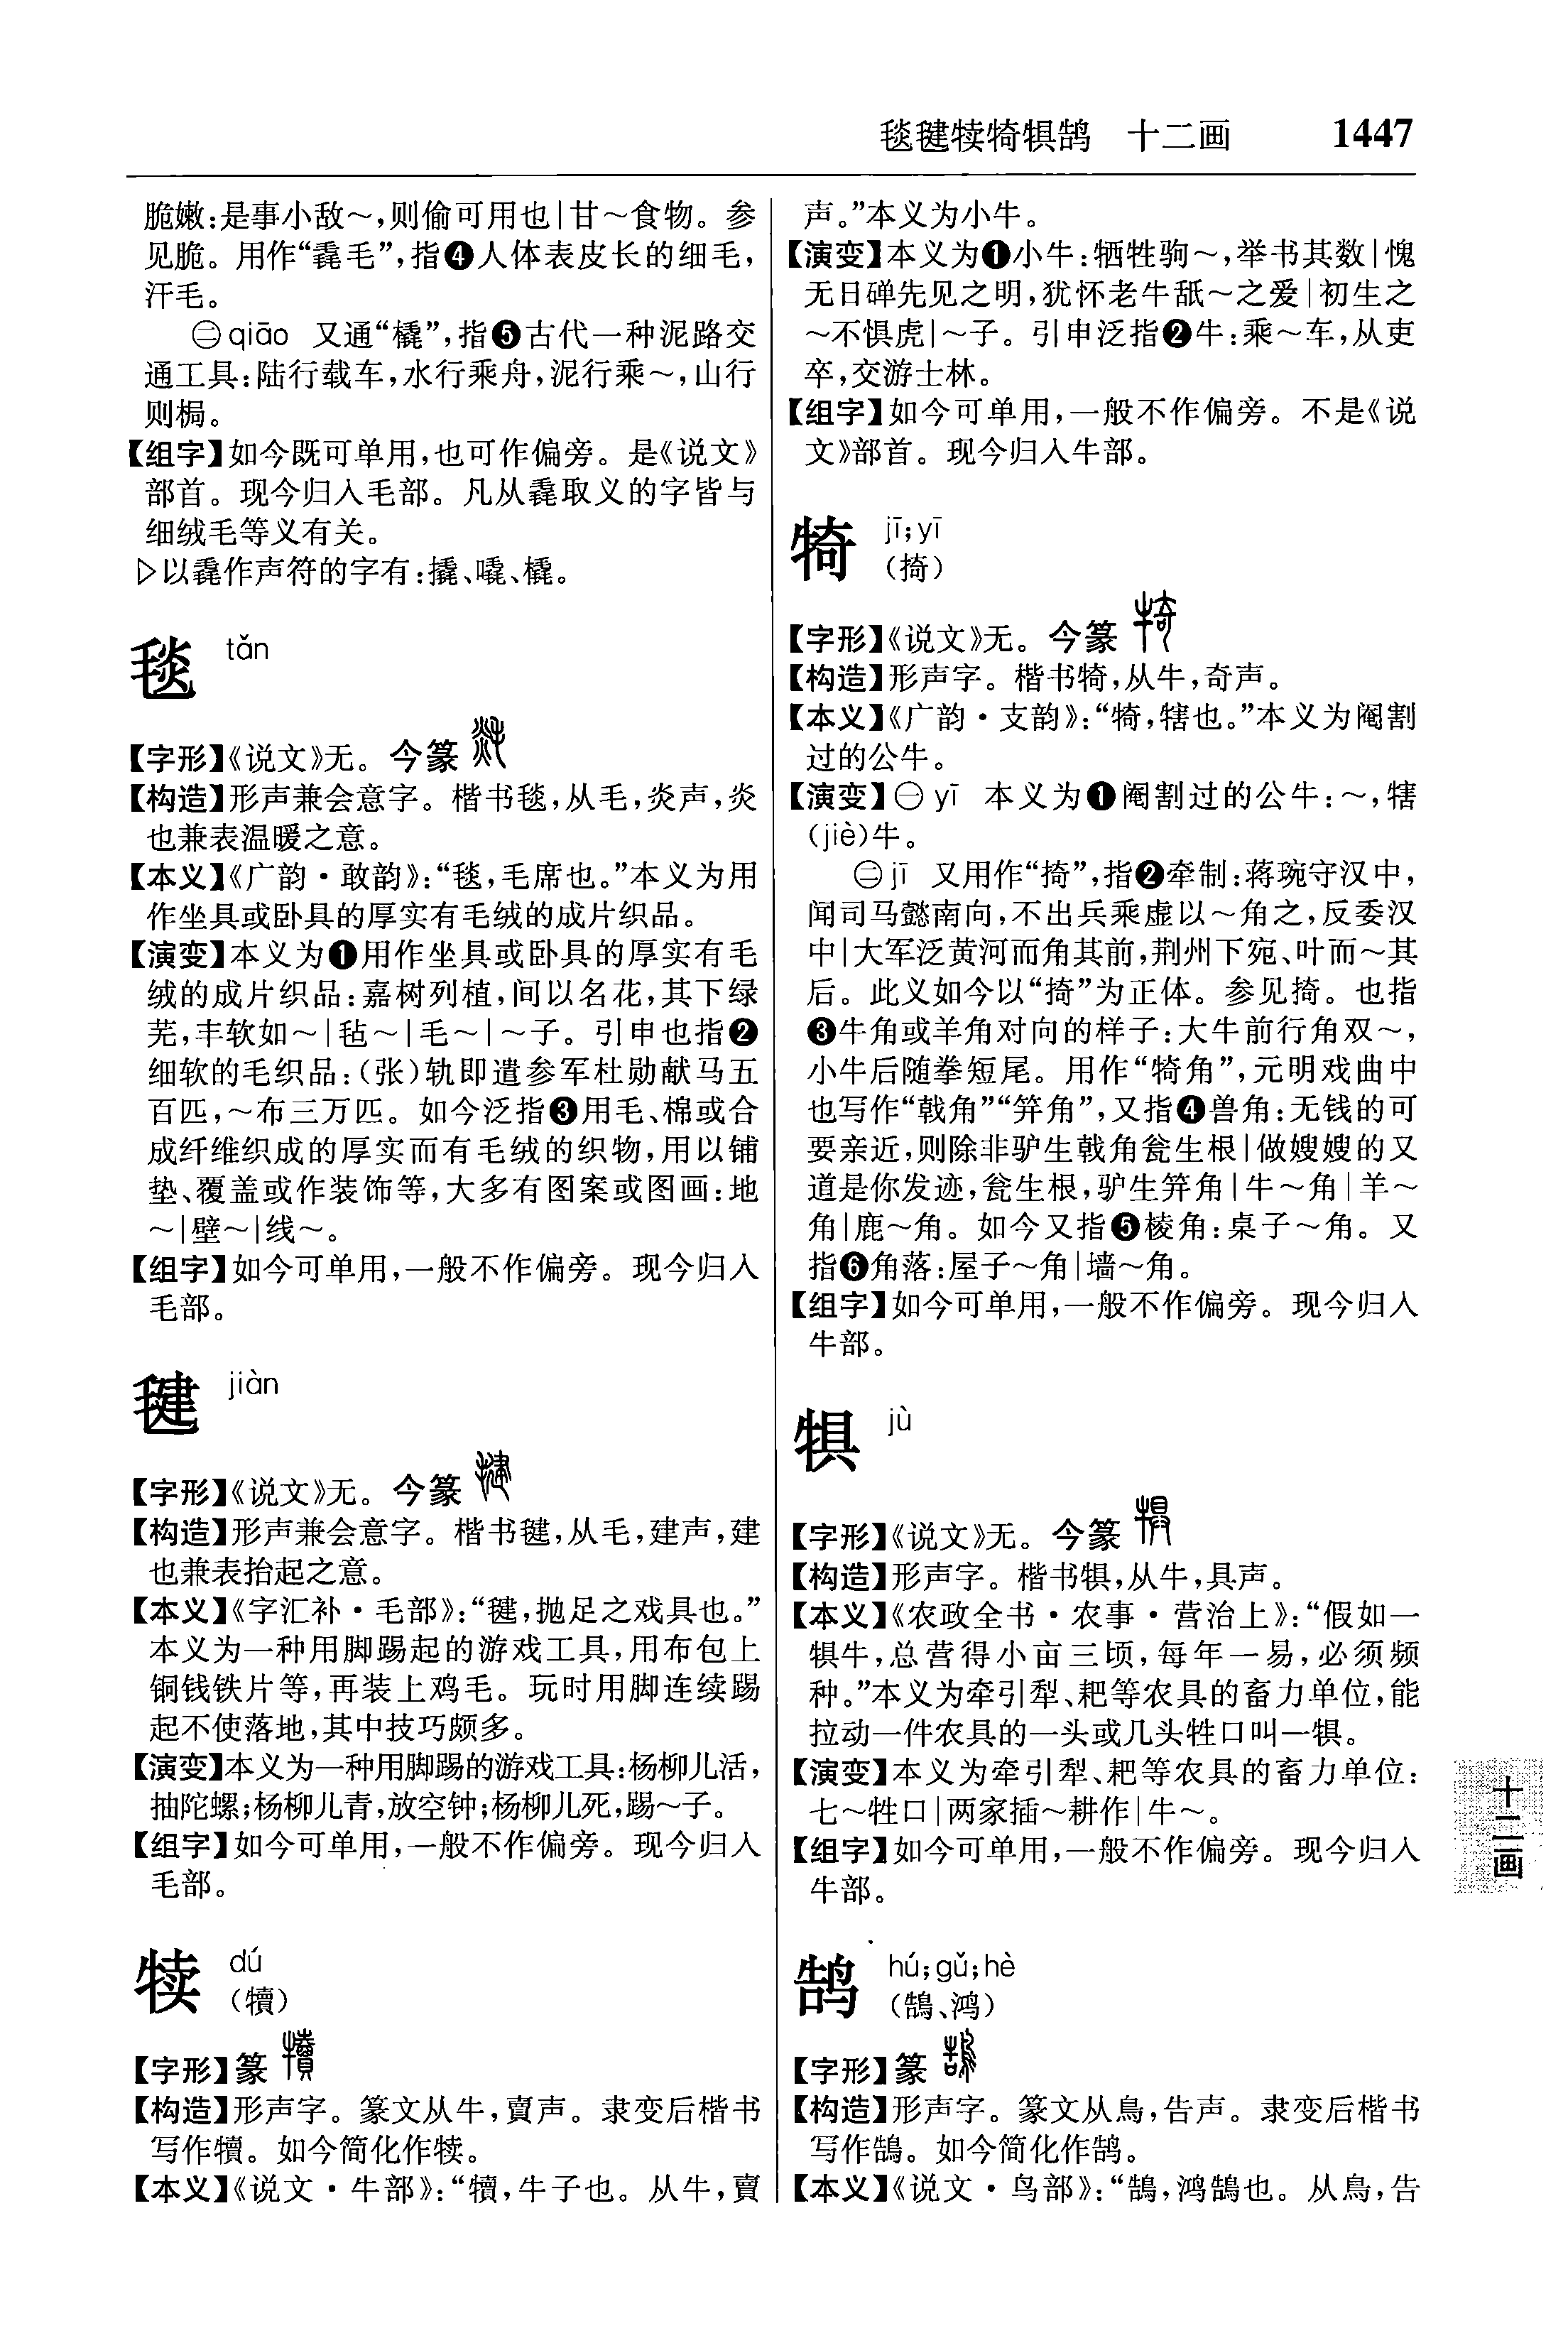 毯毽犊犄犋鹄 十二画 1447
脆嫩:是事小敌～,则偷可用也|甘～食物。参
见脆。用作“毳毛”,指❹人体表皮长的细毛,
汗毛。
㊁qiāo 又通“橇”,指❺古代一种泥路交
通工具:陆行载车,水行乘舟,泥行乘～,山行
则梮。
【组字】如今既可单用,也可作偏旁。是《说文》
部首。现今归入毛部。凡从毳取义的字皆与
细绒毛等义有关。
▷以毳作声符的字有:撬、嘬、橇。
毯 tǎn
【字形】《说文》无。今篆
【构造】形声兼会意字。楷书毯,从毛,炎声,炎
也兼表温暖之意。
【本义】《广韵·敢韵》:“毯,毛席也。”本义为用
作坐具或卧具的厚实有毛绒的成片织品。
【演变】本义为❶用作坐具或卧具的厚实有毛
绒的成片织品:嘉树列植,间以名花,其下绿
芜,丰软如～|毡～|毛～|～子。引申也指❷
细软的毛织品:(张)轨即遣参军杜勋献马五
百匹,～布三万匹。如今泛指❸用毛、棉或合
成纤维织成的厚实而有毛绒的织物,用以铺
垫、覆盖或作装饰等,大多有图案或图画:地
～|壁～|线～。
【组字】如今可单用,一般不作偏旁。现今归入
毛部。
毽 jiàn
【字形】《说文》无。今篆
【构造】形声兼会意字。楷书毽,从毛,建声,建
也兼表抬起之意。
【本义】《字汇补·毛部》:“毽,抛足之戏具也。”
本义为一种用脚踢起的游戏工具,用布包上
铜钱铁片等,再装上鸡毛。玩时用脚连续踢
起不使落地,其中技巧颇多。
【演变】本义为一种用脚踢的游戏工具:杨柳儿活,
抽陀螺;杨柳儿青,放空钟;杨柳儿死,踢～子。
【组字】如今可单用,一般不作偏旁。现今归入
毛部。
犊 dú
(犢)
【字形】篆
【构造】形声字。篆文从牛,賣声。隶变后楷书
写作犢。如今简化作犊。
【本义】《说文·牛部》:“犢,牛子也。从牛,賣
声。”本义为小牛。
【演变】本义为❶小牛:牺牲驹～,举书其数|愧
无日磾先见之明,犹怀老牛舐～之爱|初生之
～不惧虎|～子。引申泛指❷牛:乘～车,从吏
卒,交游士林。
【组字】如今可单用,一般不作偏旁。不是《说
文》部首。现今归入牛部。
犄 jī;yī
(掎)
【字形】《说文》无。今篆
【构造】形声字。楷书犄,从牛,奇声。
【本义】《广韵·支韵》:“犄,犗也。”本义为阉割
过的公牛。
【演变】㊀yī 本义为❶阉割过的公牛:～,犗
(jiè)牛。
㊁jī 又用作“掎”,指❷牵制:蒋琬守汉中,
闻司马懿南向,不出兵乘虚以～角之,反委汉
中|大军泛黄河而角其前,荆州下宛、叶而～其
后。此义如今以“掎”为正体。参见掎。也指
❸牛角或羊角对向的样子:大牛前行角双～,
小牛后随拳短尾。用作“犄角”,元明戏曲中
也写作“戟角”“笄角”,又指❹兽角:无钱的可
要亲近,则除非驴生戟角瓮生根|做嫂嫂的又
道是你发迹,瓮生根,驴生笄角|牛～角|羊～
角|鹿～角。如今又指❺棱角:桌子～角。又
指❻角落:屋子～角|墙～角。
【组字】如今可单用,一般不作偏旁。现今归入
牛部。
犋 jù
【字形】《说文》无。今篆
【构造】形声字。楷书犋,从牛,具声。
【本义】《农政全书·农事·营治上》:“假如一
犋牛,总营得小亩三顷,每年一易,必须频
种。”本义为牵引犁、耙等农具的畜力单位,能
拉动一件农具的一头或几头牲口叫一犋。
【演变】本义为牵引犁、耙等农具的畜力单位:
七～牲口|两家插～耕作|牛～。
【组字】如今可单用,一般不作偏旁。现今归入
牛部。
鹄 hú;gǔ;hè
(鵠、鸿)
【字形】篆
【构造】形声字。篆文从鳥,告声。隶变后楷书
写作鵠。如今简化作鹄。
【本义】《说文·鸟部》:“鵠,鸿鵠也。从鳥,告
十二画